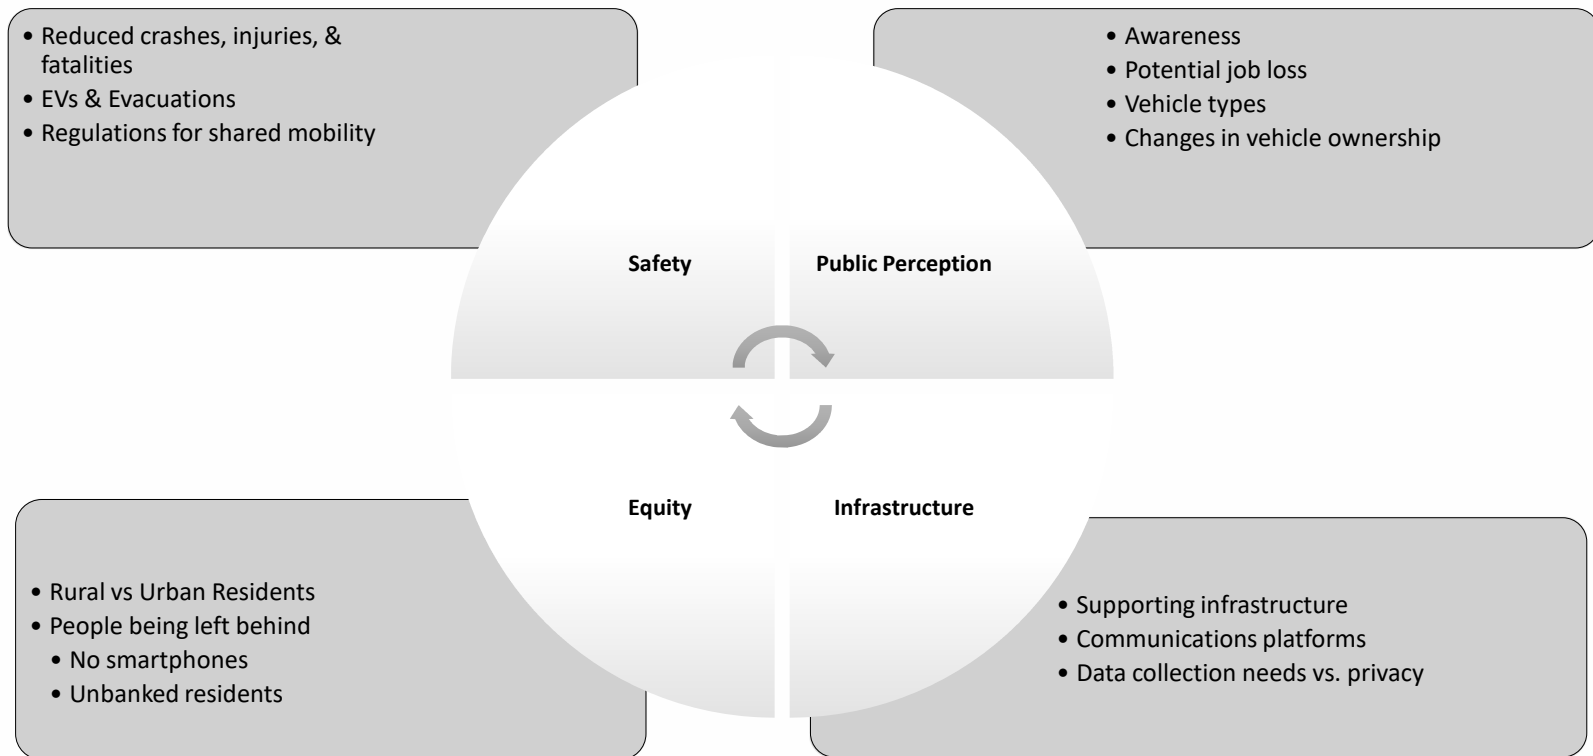 • Reduced crashes, injuries, &
fatalities
• EVs & Evacuations
• Regulations for shared mobility
• Awareness
• Potential job loss
• Vehicle types
• Changes in vehicle ownership
Safety
Public Perception
Equity
Infrastructure
• Rural vs Urban Residents
• People being left behind
• No smartphones
• Unbanked residents
• Supporting infrastructure
• Communications platforms
• Data collection needs vs. privacy